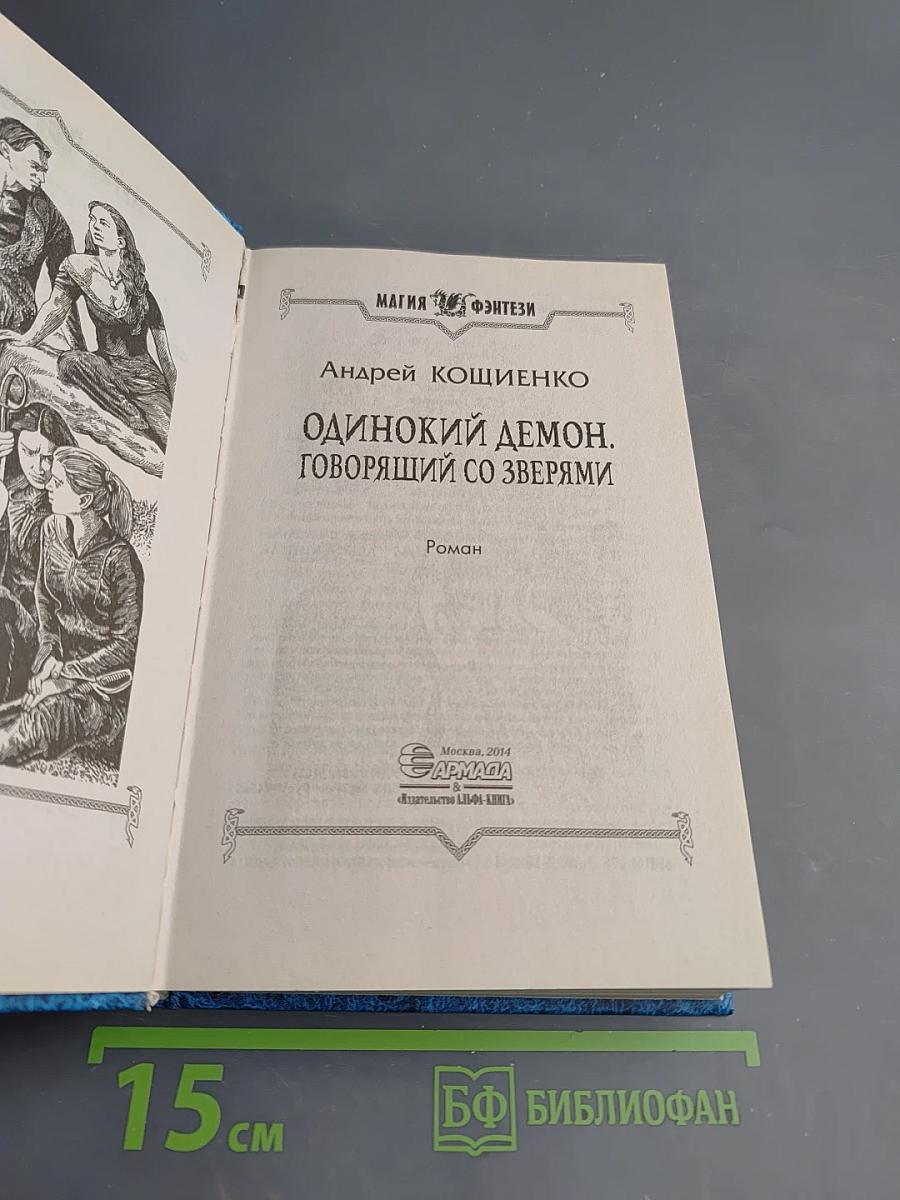 МАГИЯ ФЭНТЕЗИ
Андрей КОЩИЕНКО
ОДИНОКИЙ ДЕМОН.
ГОВОРЯЩИЙ СО ЗВЕРЯМИ
Роман
Москва, 2014
АРМАДА
&
«Издательство АЛЬФА-КНИГА»
15 СМ
БФ БИБЛИОФАН